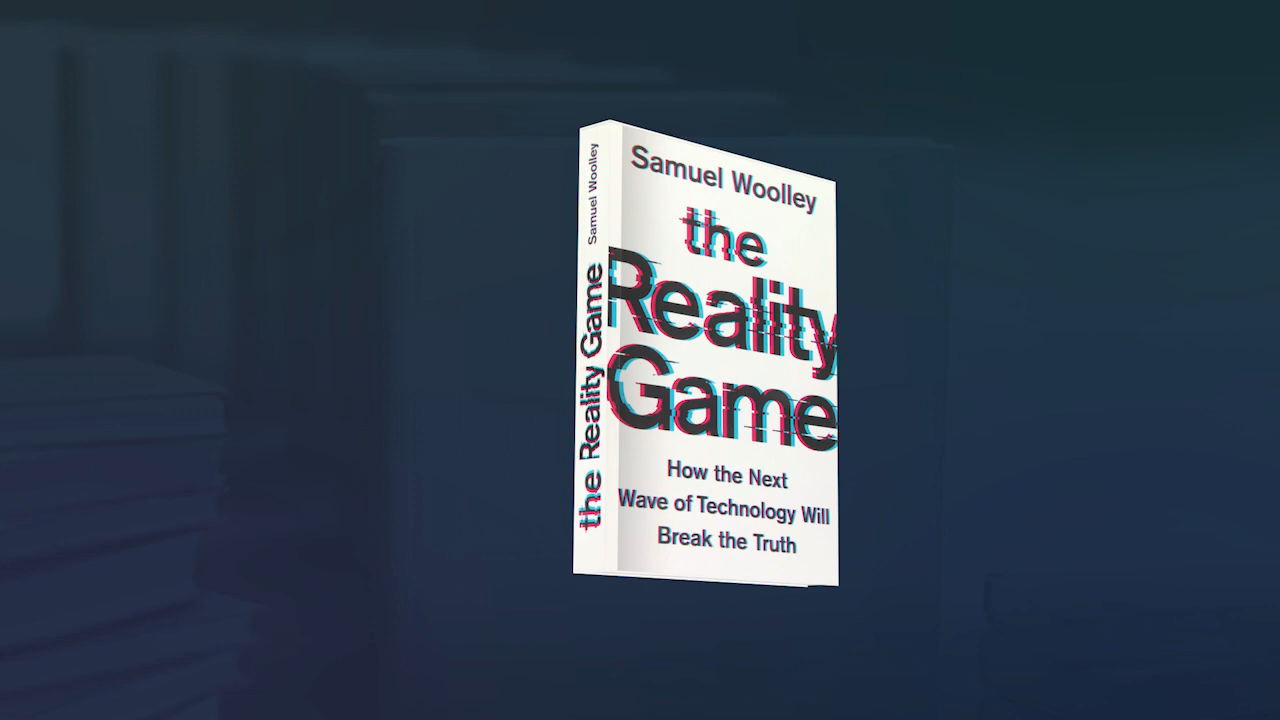 Samuel Woolley
the Reality Game
Samuel Woolley
the
Reality
Game
How the Next
Wave of Technology Will
Break the Truth